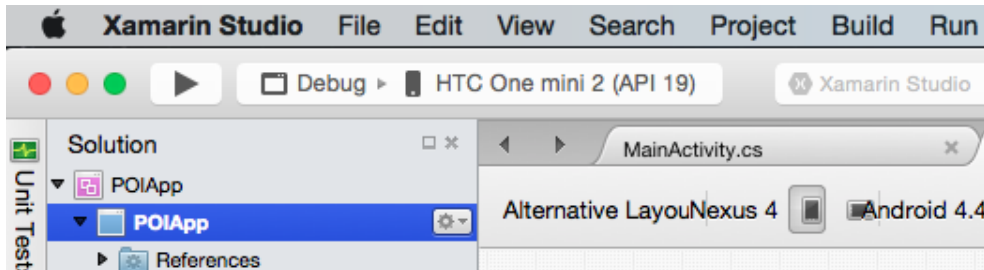 Xamarin Studio File Edit View Search Project Build Run
Debug HTC One mini 2 (API 19) Xamarin Studio
Solution
MainActivity.cs
POIApp
Alternative LayouNexus 4 Android 4.4
POIApp
References
Unit Test